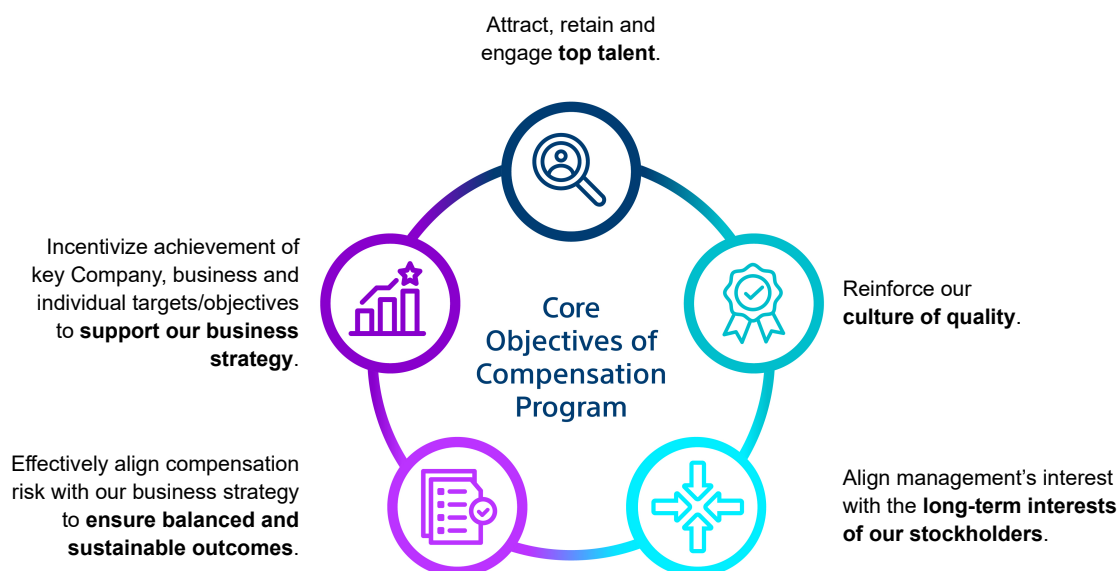 Attract, retain and
engage top talent.
Incentivize achievement of
key Company, business and
individual targets/objectives
to support our business
strategy.
Core
Objectives of
Compensation
Program
Reinforce our
culture of quality.
Effectively align compensation
risk with our business strategy
to ensure balanced and
sustainable outcomes.
Align management’s interest
with the long-term interests
of our stockholders.